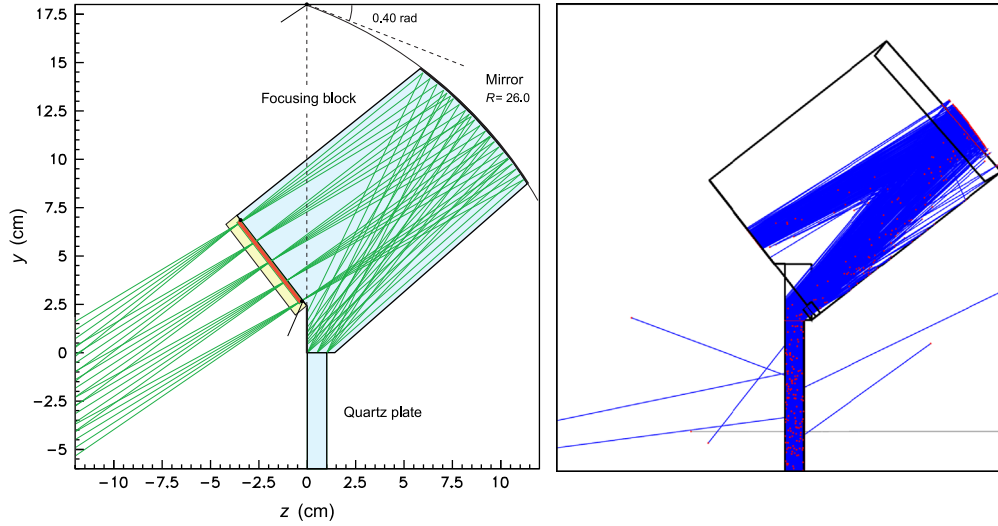 17.5
15
12.5
10
7.5
5
2.5
0
−2.5
−5
y (cm)
0.40 rad
Mirror
R= 26.0
Focusing block
Quartz plate
−10 −7.5 −5 −2.5 0 2.5 5 7.5 10
z (cm)